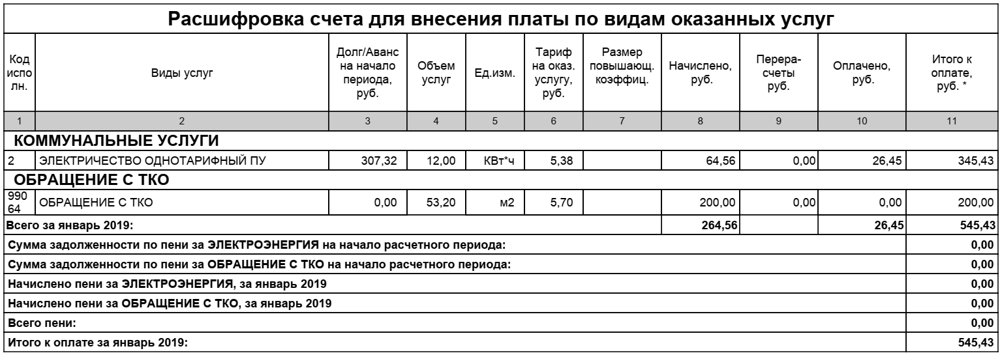 Расшифровка счета для внесения платы по видам оказанных услуг
Код испо лн. Виды услуг Долг/Аванс на начало периода, руб. Объем услуг Ед.изм. Тариф на оказ. услугу, руб. Размер повышающ. коэффиц. Начислено, руб. Перера- счеты руб. Оплачено, руб. Итого к оплате, руб. *
1 2 3 4 5 6 7 8 9 10 11
КОММУНАЛЬНЫЕ УСЛУГИ
2 ЭЛЕКТРИЧЕСТВО ОДНОТАРИФНЫЙ ПУ 307,32 12,00 КВт*ч 5,38 64,56 0,00 26,45 345,43
ОБРАЩЕНИЕ С ТКО
990 64 ОБРАЩЕНИЕ С ТКО 0,00 53,20 м2 5,70 200,00 0,00 0,00 200,00
Всего за январь 2019: 264,56 26,45 545,43
Сумма задолженности по пени за ЭЛЕКТРОЭНЕРГИЯ на начало расчетного периода: 0,00
Сумма задолженности по пени за ОБРАЩЕНИЕ С ТКО на начало расчетного периода: 0,00
Начислено пени за ЭЛЕКТРОЭНЕРГИЯ, за январь 2019 0,00
Начислено пени за ОБРАЩЕНИЕ С ТКО, за январь 2019 0,00
Всего пени: 0,00
Итого к оплате за январь 2019: 545,43